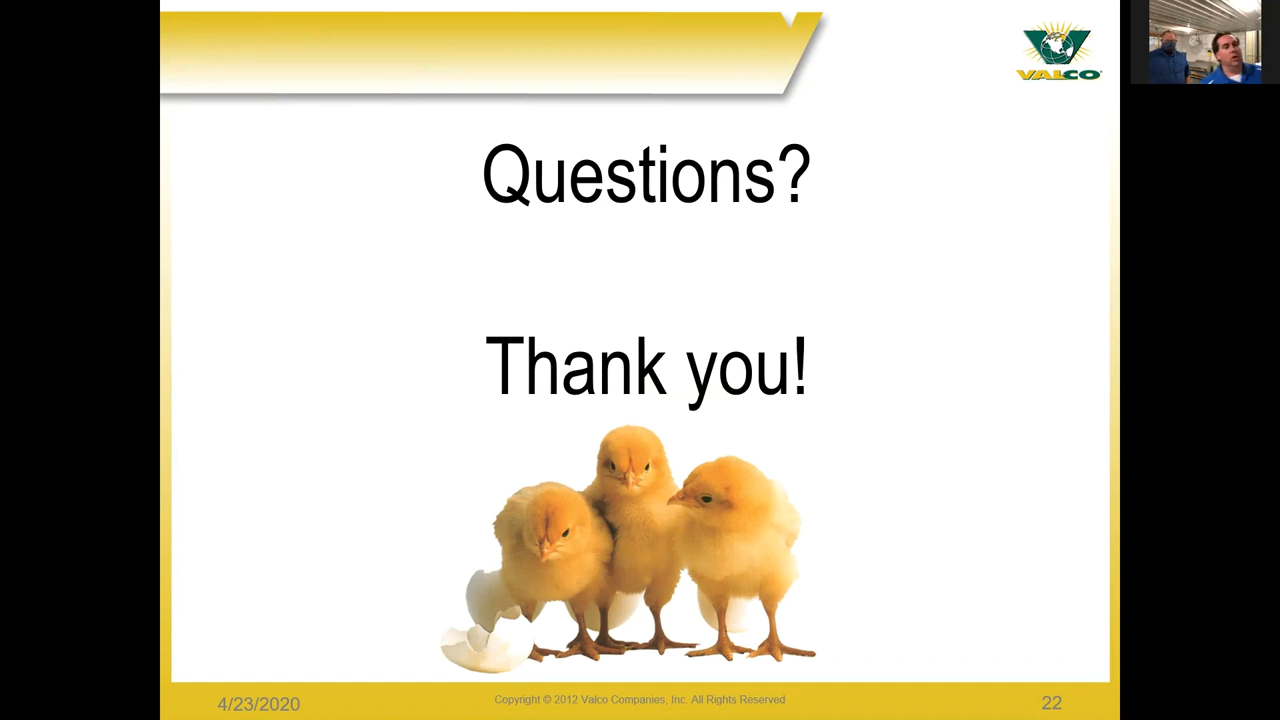 VALCO
Questions?
Thank you!
4/23/2020
Copyright © 2012 Valco Companies, Inc. All Rights Reserved
22